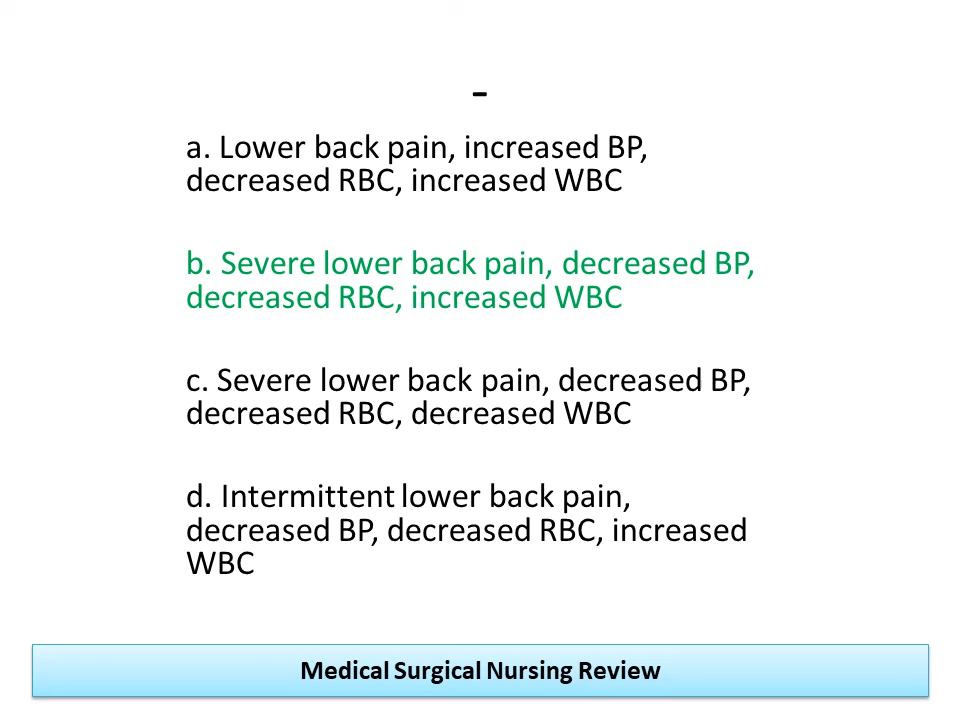 -
a. Lower back pain, increased BP,
decreased RBC, increased WBC
b. Severe lower back pain, decreased BP,
decreased RBC, increased WBC
c. Severe lower back pain, decreased BP,
decreased RBC, decreased WBC
d. Intermittent lower back pain,
decreased BP, decreased RBC, increased
WBC
Medical Surgical Nursing Review